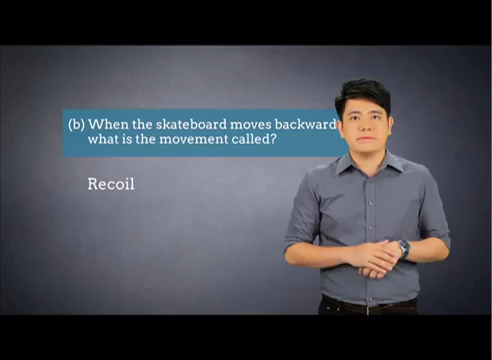 (b) When the skateboard moves backward
what is the movement called?
Recoil